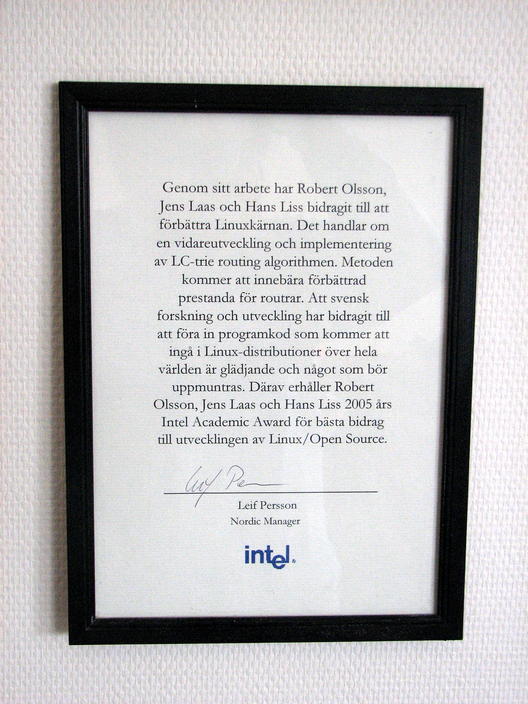 Genom sitt arbete har Robert Olsson,
Jens Laas och Hans Liss bidragit till att
förbättra Linuxkärnan. Det handlar om
en vidareutveckling och implementering
av LC-trie routing algorithmen. Metoden
kommer att innebära förbättrad
prestanda för routrar. Att svensk
forskning och utveckling har bidragit till
att föra in programkod som kommer att
ingå i Linux-distributioner över hela
världen är glädjande och något som bör
uppmuntras. Därav erhåller Robert
Olsson, Jens Laas och Hans Liss 2005 års
Intel Academic Award för bästa bidrag
till utvecklingen av Linux/Open Source.
Leif Persson
Nordic Manager
intel®